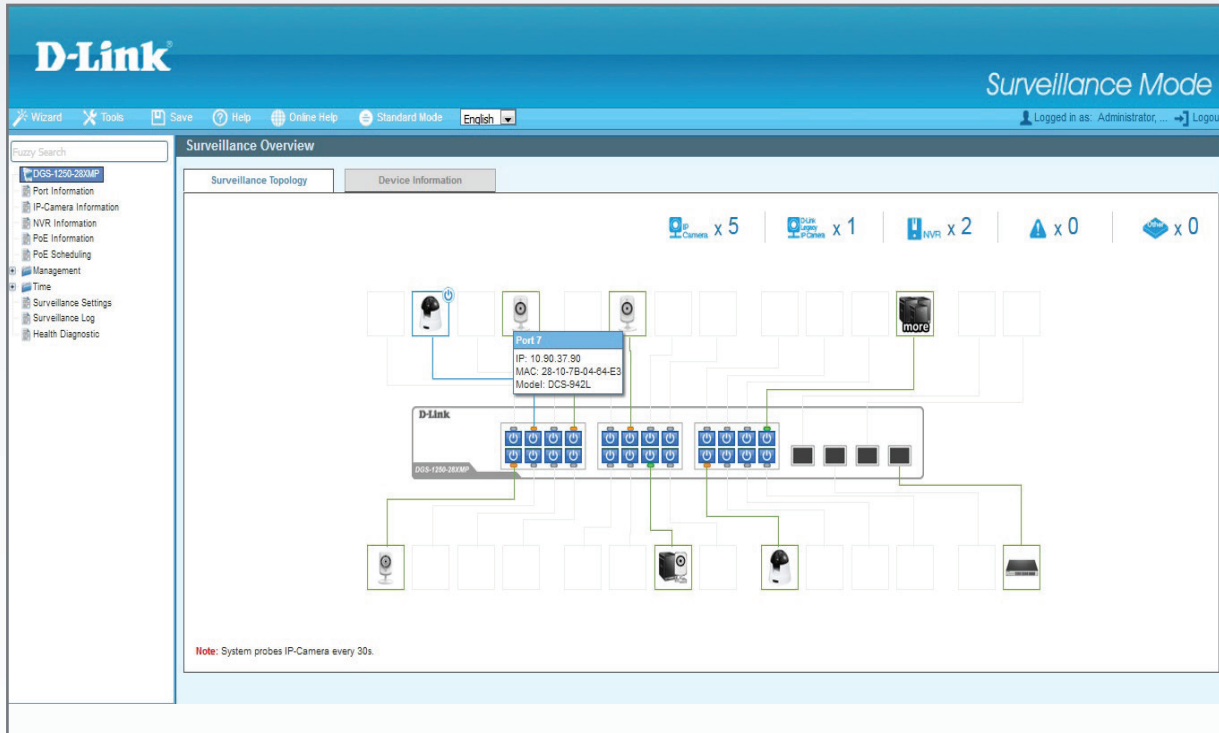 D-Link
Surveillance Mode
Wizard Tools Save Help Online Help Standard Mode English Logged in as: Administrator, ... Logou
Fuzzy Search
Surveillance Overview
DGS-1250-28XMP
Port Information
IP-Camera Information
NVR Information
PoE Information
PoE Scheduling
Management
Time
Surveillance Settings
Surveillance Log
Health Diagnostic
Surveillance Topology Device Information
IP Camera x 5 D-Link Legacy IP Camera x 1 NVR x 2 x 0 Other x 0
more
Port 7
IP: 10.90.37.90
MAC: 28-10-7B-04-64-E3
Model: DCS-942L
D-Link
DGS-1250-28XMP
Note: System probes IP-Camera every 30s.